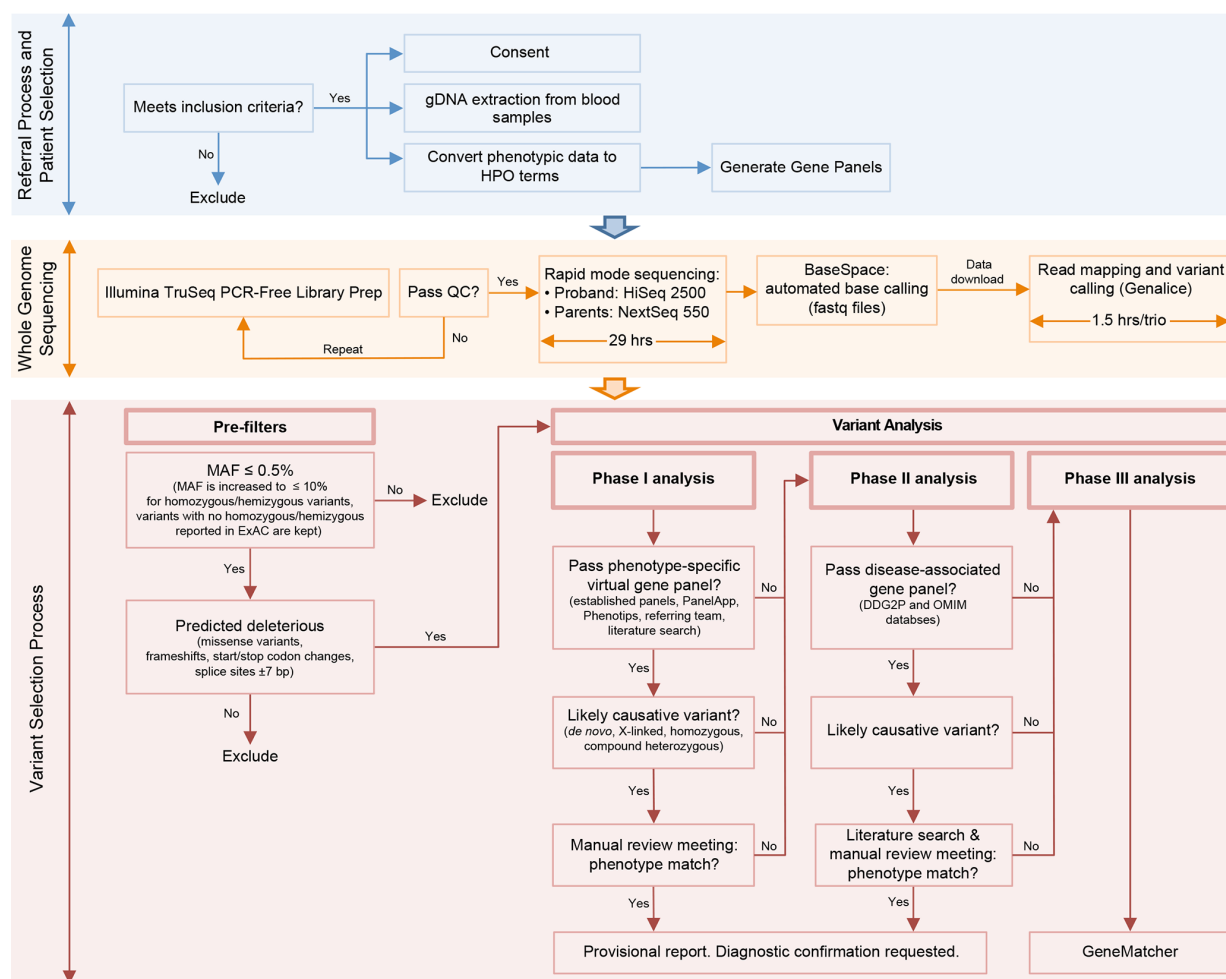 Referral Process and
Patient Selection
Meets inclusion criteria?
Yes
No
Exclude
Consent
gDNA extraction from blood
samples
Convert phenotypic data to
HPO terms
Generate Gene Panels
Whole Genome
Sequencing
Illumina TruSeq PCR-Free Library Prep
Pass QC?
Yes
No
Repeat
Rapid mode sequencing:
• Proband: HiSeq 2500
• Parents: NextSeq 550
29 hrs
BaseSpace:
automated base calling
(fastq files)
Data
download
Read mapping and variant
calling (Genalice)
1.5 hrs/trio
Variant Selection Process
Pre-filters
MAF ≤ 0.5%
(MAF is increased to ≤ 10%
for homozygous/hemizygous variants,
variants with no homozygous/hemizygous
reported in ExAC are kept)
No
Exclude
Yes
Predicted deleterious
(missense variants,
frameshifts, start/stop codon changes,
splice sites ±7 bp)
Yes
No
Exclude
Variant Analysis
Phase I analysis
Pass phenotype-specific
virtual gene panel?
(established panels, PanelApp,
Phenotips, referring team,
literature search)
No
Yes
Likely causative variant?
(de novo, X-linked, homozygous,
compound heterozygous)
No
Yes
Manual review meeting:
phenotype match?
No
Yes
Phase II analysis
Pass disease-associated
gene panel?
(DDG2P and OMIM
databses)
No
Yes
Likely causative variant?
No
Yes
Literature search &
manual review meeting:
phenotype match?
No
Yes
Provisional report. Diagnostic confirmation requested.
Phase III analysis
GeneMatcher